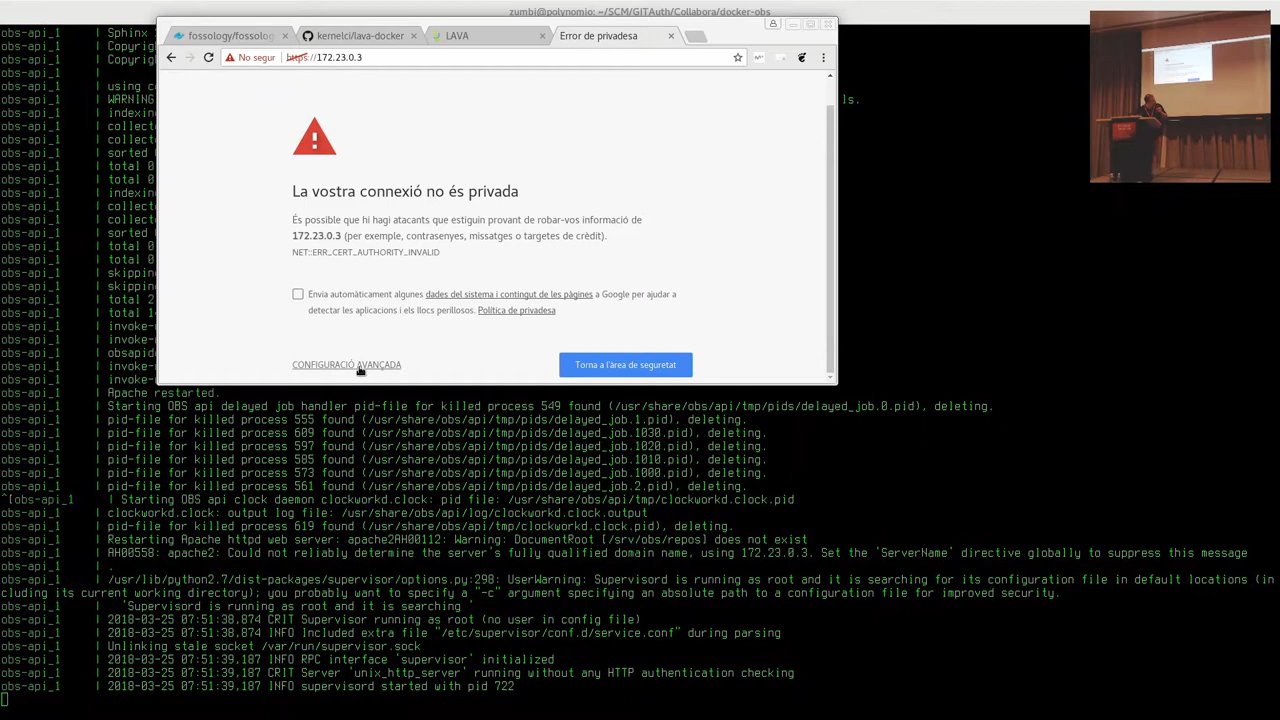 zumbi@polynomio: ~/SCM/GITAuth/Collabora/docker-obs
fossology/fossolog
kernelci/lava-docker
LAVA
Error de privadesa
No segur
https://172.23.0.3
La vostra connexió no és privada
És possible que hi hagi atacants que estiguin provant de robar-vos informació de
172.23.0.3 (per exemple, contrasenyes, missatges o targetes de crèdit).
NET::ERR_CERT_AUTHORITY_INVALID
Envia automàticament algunes dades del sistema i contingut de les pàgines a Google per ajudar a
detectar les aplicacions i els llocs perillosos. Política de privadesa
CONFIGURACIÓ AVANÇADA
Torna a l'àrea de seguretat
obs-api_1 | Sphinx
obs-api_1 | Copyrig
obs-api_1 | Copyrig
obs-api_1 |
obs-api_1 | using co
obs-api_1 | WARNING ls.
obs-api_1 | indexing
obs-api_1 | collect
obs-api_1 | collect
obs-api_1 | sorted
obs-api_1 | total 0
obs-api_1 | total 0
obs-api_1 | indexing
obs-api_1 | collect
obs-api_1 | collect
obs-api_1 | sorted
obs-api_1 | total 0
obs-api_1 | total 0
obs-api_1 | skipping
obs-api_1 | skipping
obs-api_1 | total 2
obs-api_1 | total 1
obs-api_1 | invoke-
obs-api_1 | invoke-
obs-api_1 | invoke-
obs-api_1 | obsapide
obs-api_1 | invoke-
obs-api_1 | invoke-
obs-api_1 | Apache restarted.
obs-api_1 | Starting OBS api delayed job handler pid-file for killed process 549 found (/usr/share/obs/api/tmp/pids/delayed_job.0.pid), deleting.
obs-api_1 | pid-file for killed process 555 found (/usr/share/obs/api/tmp/pids/delayed_job.1.pid), deleting.
obs-api_1 | pid-file for killed process 609 found (/usr/share/obs/api/tmp/pids/delayed_job.1030.pid), deleting.
obs-api_1 | pid-file for killed process 597 found (/usr/share/obs/api/tmp/pids/delayed_job.1020.pid), deleting.
obs-api_1 | pid-file for killed process 585 found (/usr/share/obs/api/tmp/pids/delayed_job.1010.pid), deleting.
obs-api_1 | pid-file for killed process 573 found (/usr/share/obs/api/tmp/pids/delayed_job.1000.pid), deleting.
obs-api_1 | pid-file for killed process 561 found (/usr/share/obs/api/tmp/pids/delayed_job.2.pid), deleting.
^[obs-api_1 | Starting OBS api clock daemon clockworkd.clock: pid file: /usr/share/obs/api/tmp/clockworkd.clock.pid
obs-api_1 | clockworkd.clock: output log file: /usr/share/obs/api/log/clockworkd.clock.output
obs-api_1 | pid-file for killed process 619 found (/usr/share/obs/api/tmp/clockworkd.clock.pid), deleting.
obs-api_1 | Restarting Apache httpd web server: apache2AH00112: Warning: DocumentRoot [/srv/obs/repos] does not exist
obs-api_1 | AH00558: apache2: Could not reliably determine the server's fully qualified domain name, using 172.23.0.3. Set the 'ServerName' directive globally to suppress this message
obs-api_1 | .
obs-api_1 | /usr/lib/python2.7/dist-packages/supervisor/options.py:298: UserWarning: Supervisord is running as root and it is searching for its configuration file in default locations (in
cluding its current working directory); you probably want to specify a "-c" argument specifying an absolute path to a configuration file for improved security.
obs-api_1 | 'Supervisord is running as root and it is searching '
obs-api_1 | 2018-03-25 07:51:38,874 CRIT Supervisor running as root (no user in config file)
obs-api_1 | 2018-03-25 07:51:38,874 INFO Included extra file "/etc/supervisor/conf.d/service.conf" during parsing
obs-api_1 | Unlinking stale socket /var/run/supervisor.sock
obs-api_1 | 2018-03-25 07:51:39,187 INFO RPC interface 'supervisor' initialized
obs-api_1 | 2018-03-25 07:51:39,187 CRIT Server 'unix_http_server' running without any HTTP authentication checking
obs-api_1 | 2018-03-25 07:51:39,187 INFO supervisord started with pid 722